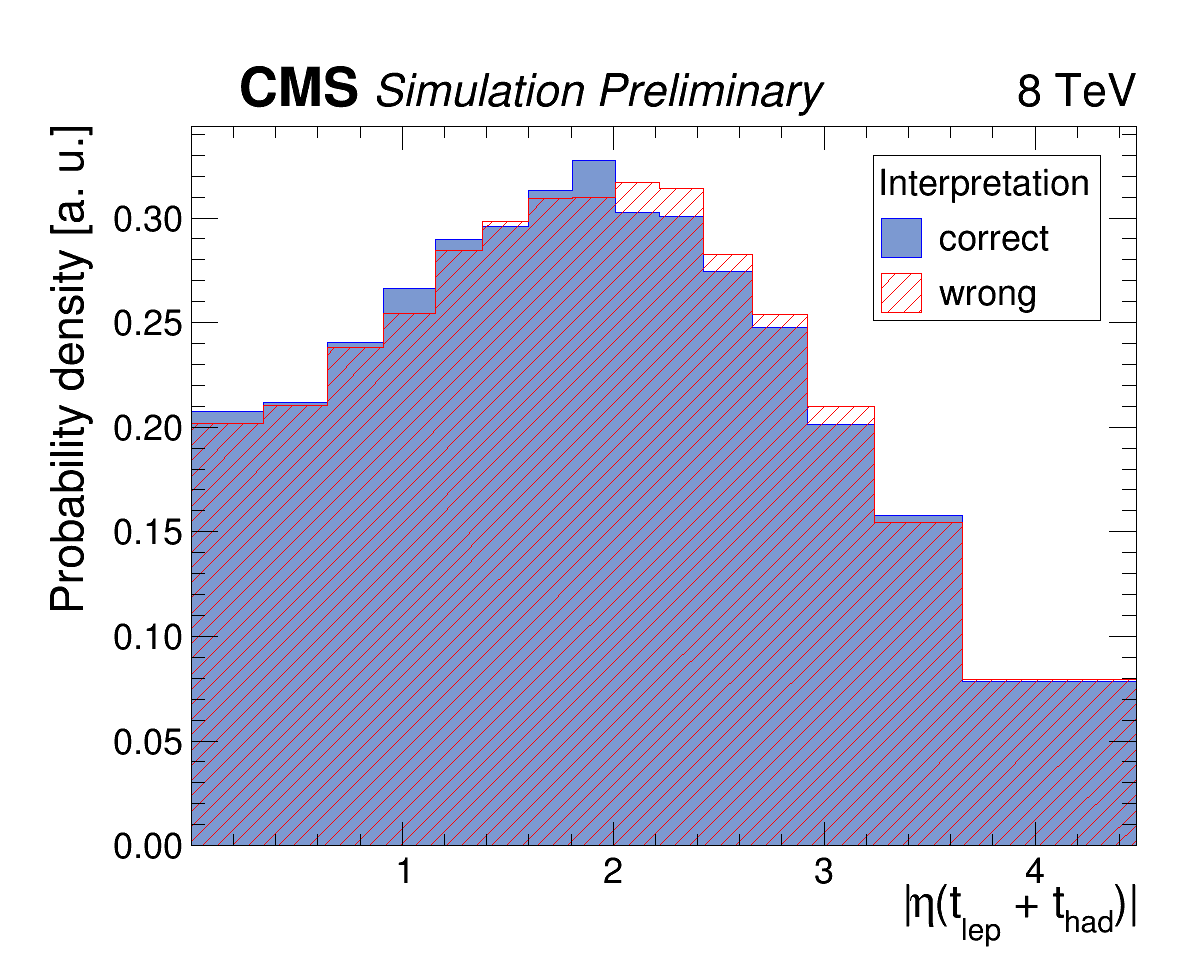 CMS Simulation Preliminary 8 TeV
Probability density [a. u.]
Interpretation
correct
wrong
0.30
0.25
0.20
0.15
0.10
0.05
0.00
1 2 3 4
|η(t_lep + t_had)|